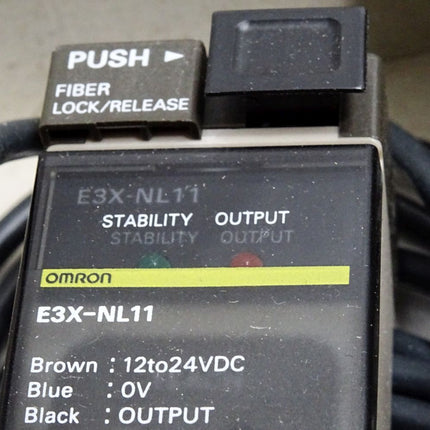 PUSH ►
FIBER
LOCK/RELEASE
E3X-NL11
STABILITY OUTPUT
STABILITY OUTPUT
OMRON
E3X-NL11
Brown : 12to24VDC
Blue : 0V
Black : OUTPUT